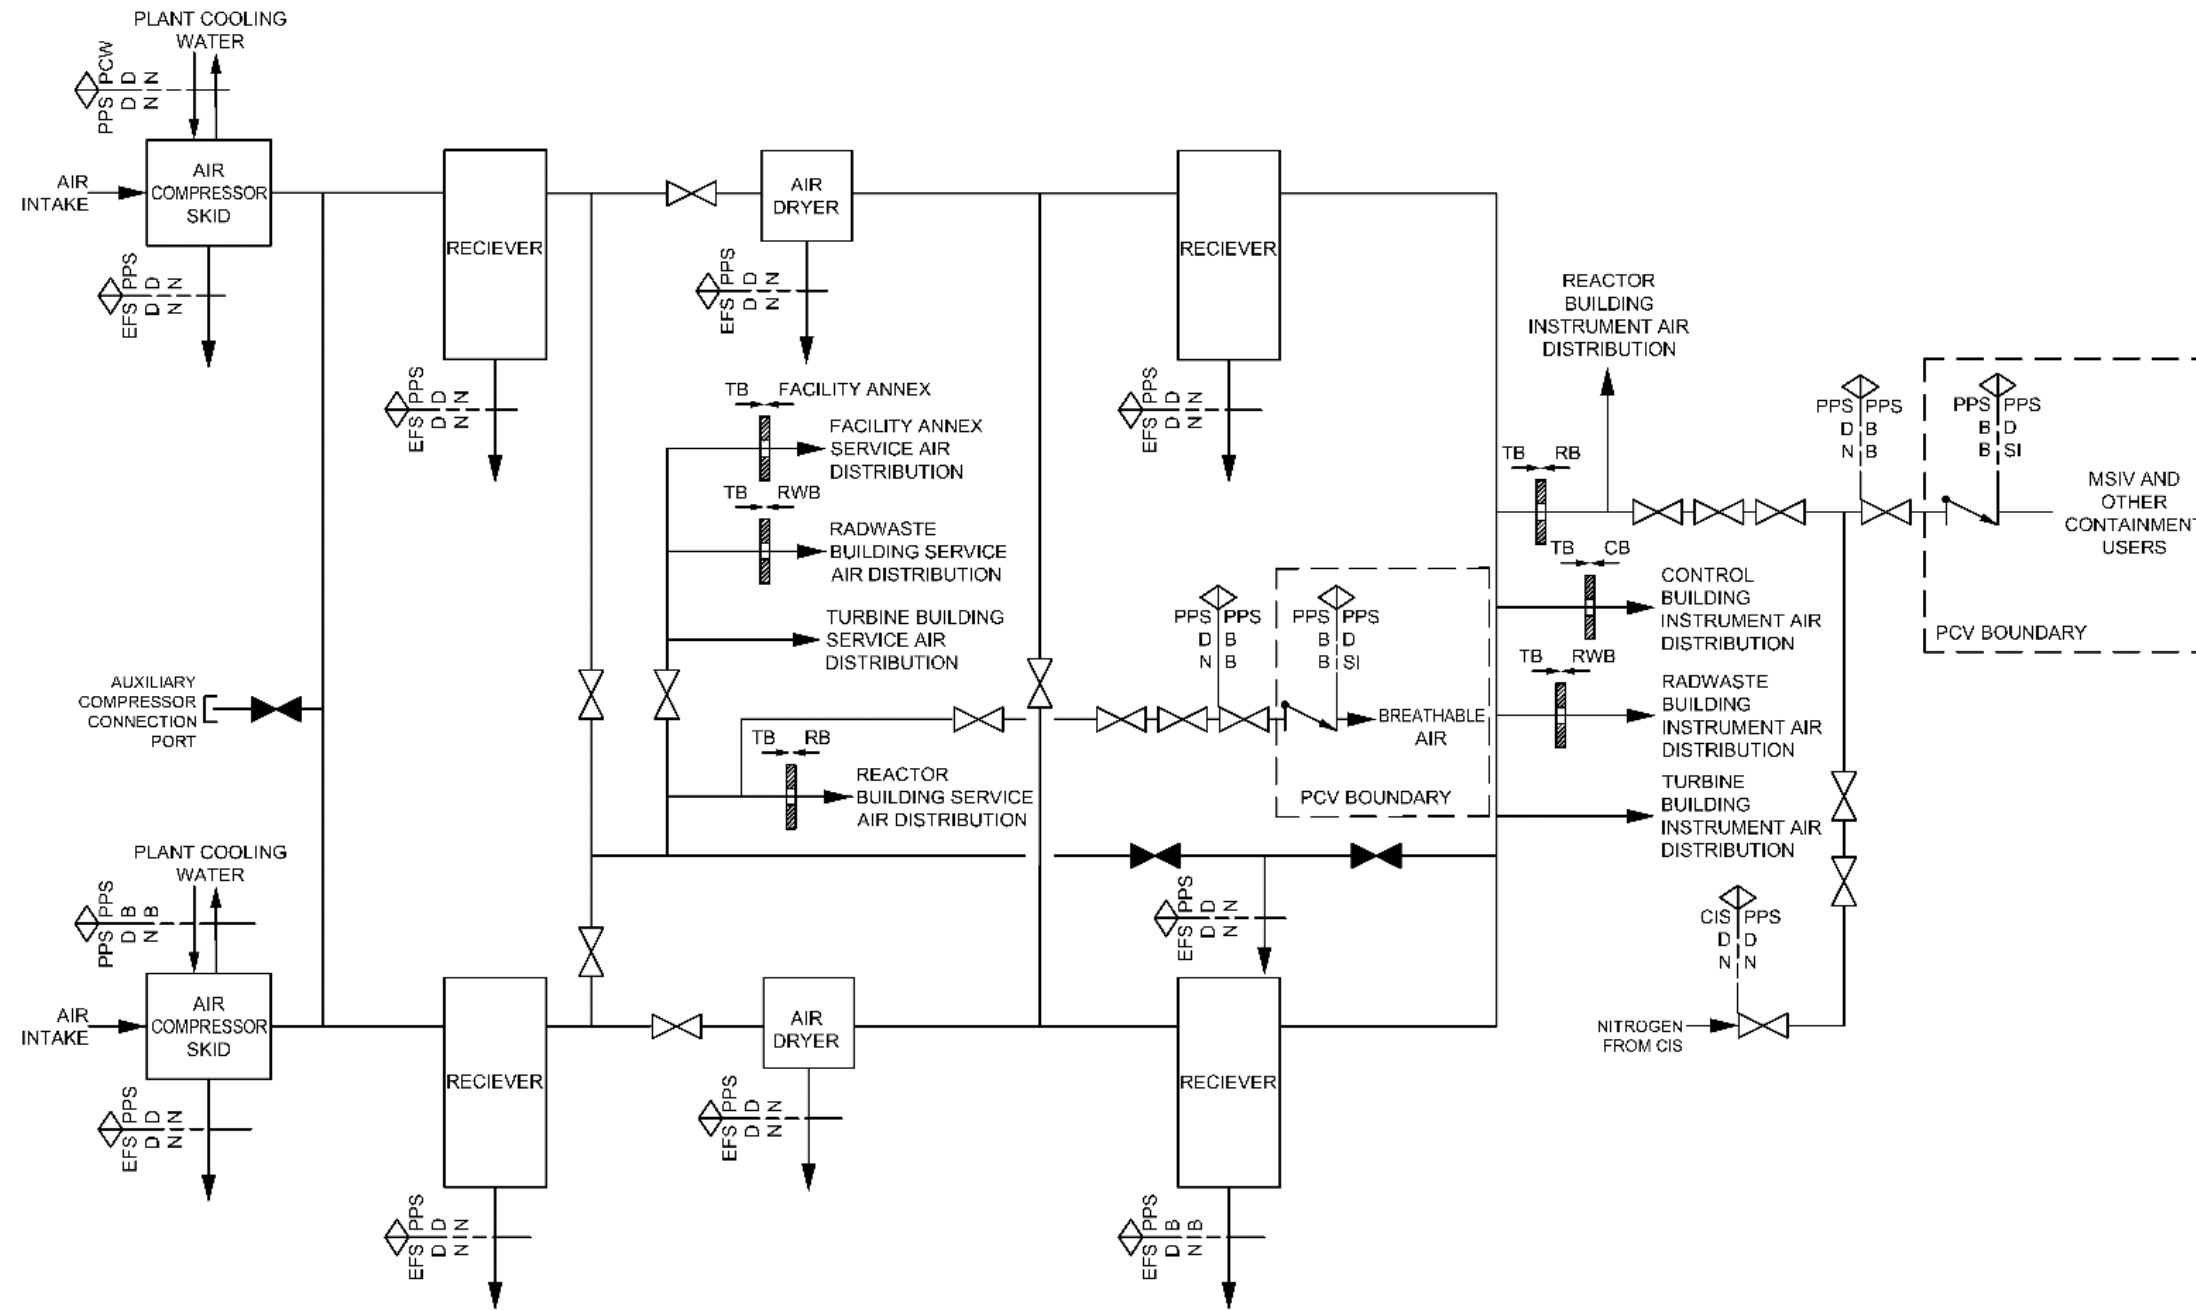 PLANT COOLING
WATER
PPS PCW
D D
N N
AIR
INTAKE
AIR
COMPRESSOR
SKID
EFS PPS
D D
N N
RECIEVER
EFS PPS
D D
N N
AIR
DRYER
EFS PPS
D D
N N
RECIEVER
EFS PPS
D D
N N
TB FACILITY ANNEX
FACILITY ANNEX
SERVICE AIR
DISTRIBUTION
TB RWB
RADWASTE
BUILDING SERVICE
AIR DISTRIBUTION
TURBINE BUILDING
SERVICE AIR
DISTRIBUTION
TB RB
REACTOR
BUILDING SERVICE
AIR DISTRIBUTION
PPS PPS
D B
N B
PPS PPS
B D
B SI
BREATHABLE
AIR
PCV BOUNDARY
REACTOR
BUILDING
INSTRUMENT AIR
DISTRIBUTION
TB RB
TB CB
CONTROL
BUILDING
INSTRUMENT AIR
DISTRIBUTION
TB RWB
RADWASTE
BUILDING
INSTRUMENT AIR
DISTRIBUTION
TURBINE
BUILDING
INSTRUMENT AIR
DISTRIBUTION
PPS PPS
D B
N B
PPS PPS
B D
B SI
MSIV AND
OTHER
CONTAINMENT
USERS
PCV BOUNDARY
AUXILIARY
COMPRESSOR
CONNECTION
PORT
PLANT COOLING
WATER
PPS PPS
D B
N B
AIR
INTAKE
AIR
COMPRESSOR
SKID
EFS PPS
D D
N N
RECIEVER
EFS PPS
D D
N N
AIR
DRYER
EFS PPS
D D
N N
EFS PPS
D D
N N
RECIEVER
EFS PPS
D B
N B
CIS PPS
D D
N N
NITROGEN
FROM CIS